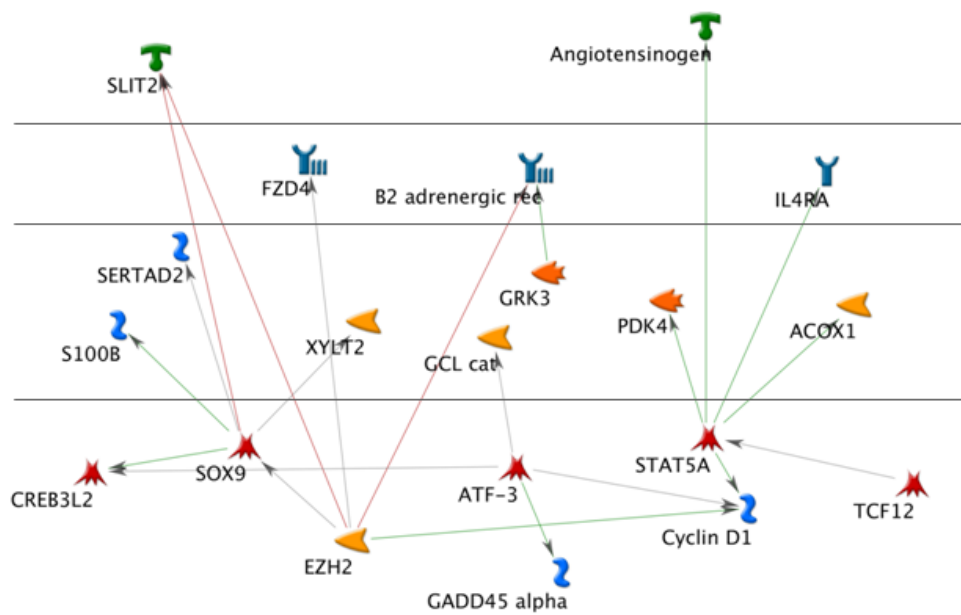 Angiotensinogen
SLIT2
FZD4
B2 adrenergic rec
IL4RA
SERTAD2
GRK3
PDK4
ACOX1
S100B
XYLT2
GCL cat
CREB3L2
SOX9
ATF-3
STAT5A
TCF12
EZH2
Cyclin D1
GADD45 alpha